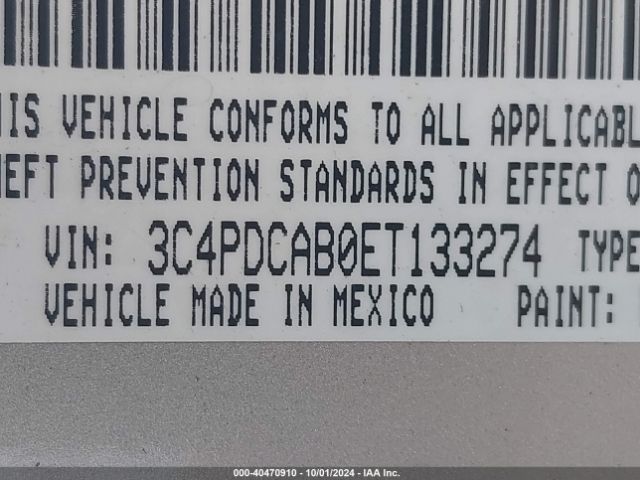 IS VEHICLE CONFORMS TO ALL APPLICABL
EFT PREVENTION STANDARDS IN EFFECT O
VIN: 3C4PDCAB0ET133274 TYPE
VEHICLE MADE IN MEXICO PAINT:
000-40470910 | 10/01/2024 - IAA Inc.